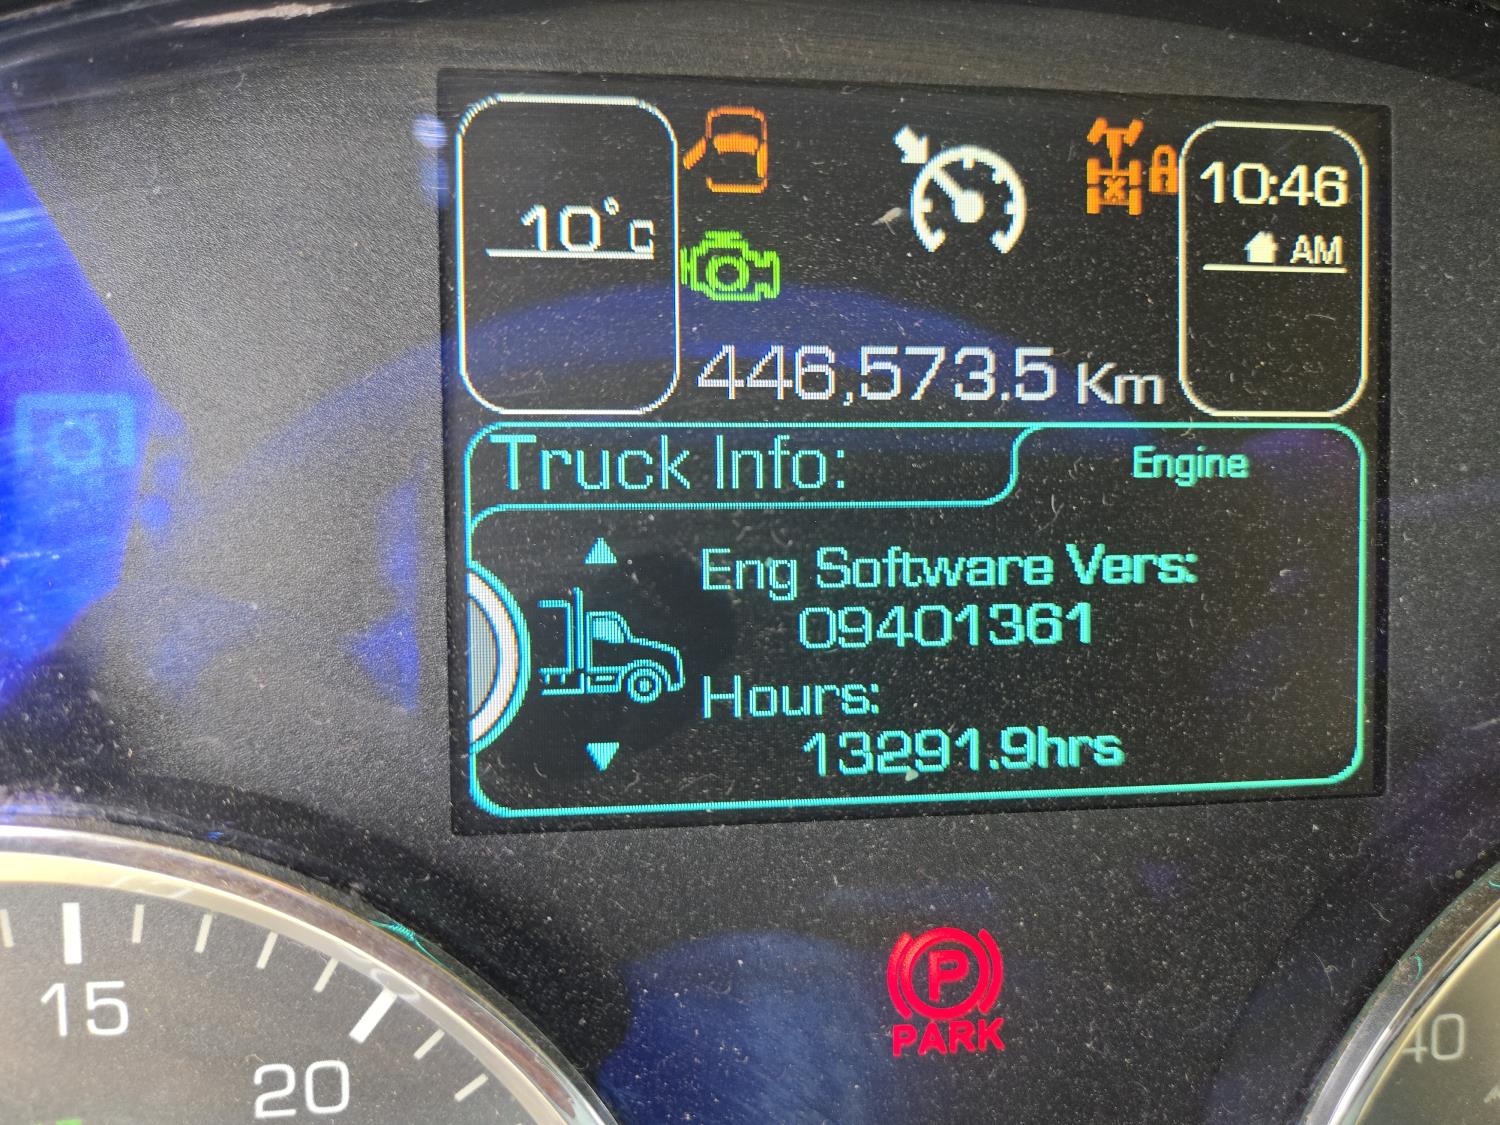 10°C
10:46
AM
446,573.5 Km
Truck Info:
Engine
Eng Software Vers:
09401361
Hours:
13291.9hrs
P
PARK
15
20
40